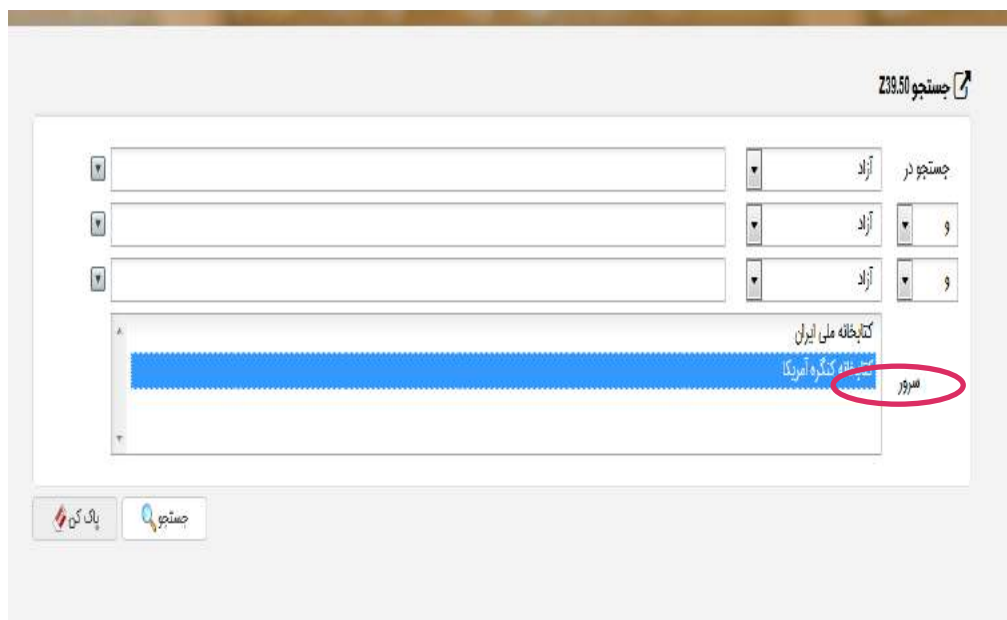 جستجو Z39.50
جستجو در آزاد
و آزاد
و آزاد
کتابخانه ملی ایران
کتابخانه کنگره آمریکا
سرور
جستجو پاک کن